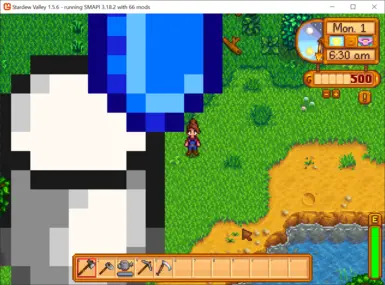 Stardew Valley 1.5.6 - running SMAPI 3.18.2 with 66 mods
Mon. 1
6:30 am
500
E